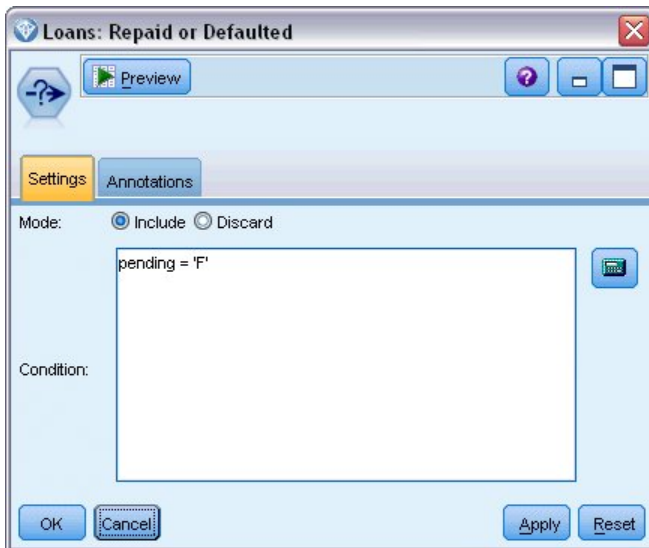 Loans: Repaid or Defaulted
Preview
Settings Annotations
Mode: Include Discard
pending = 'F'
Condition:
OK Cancel Apply Reset